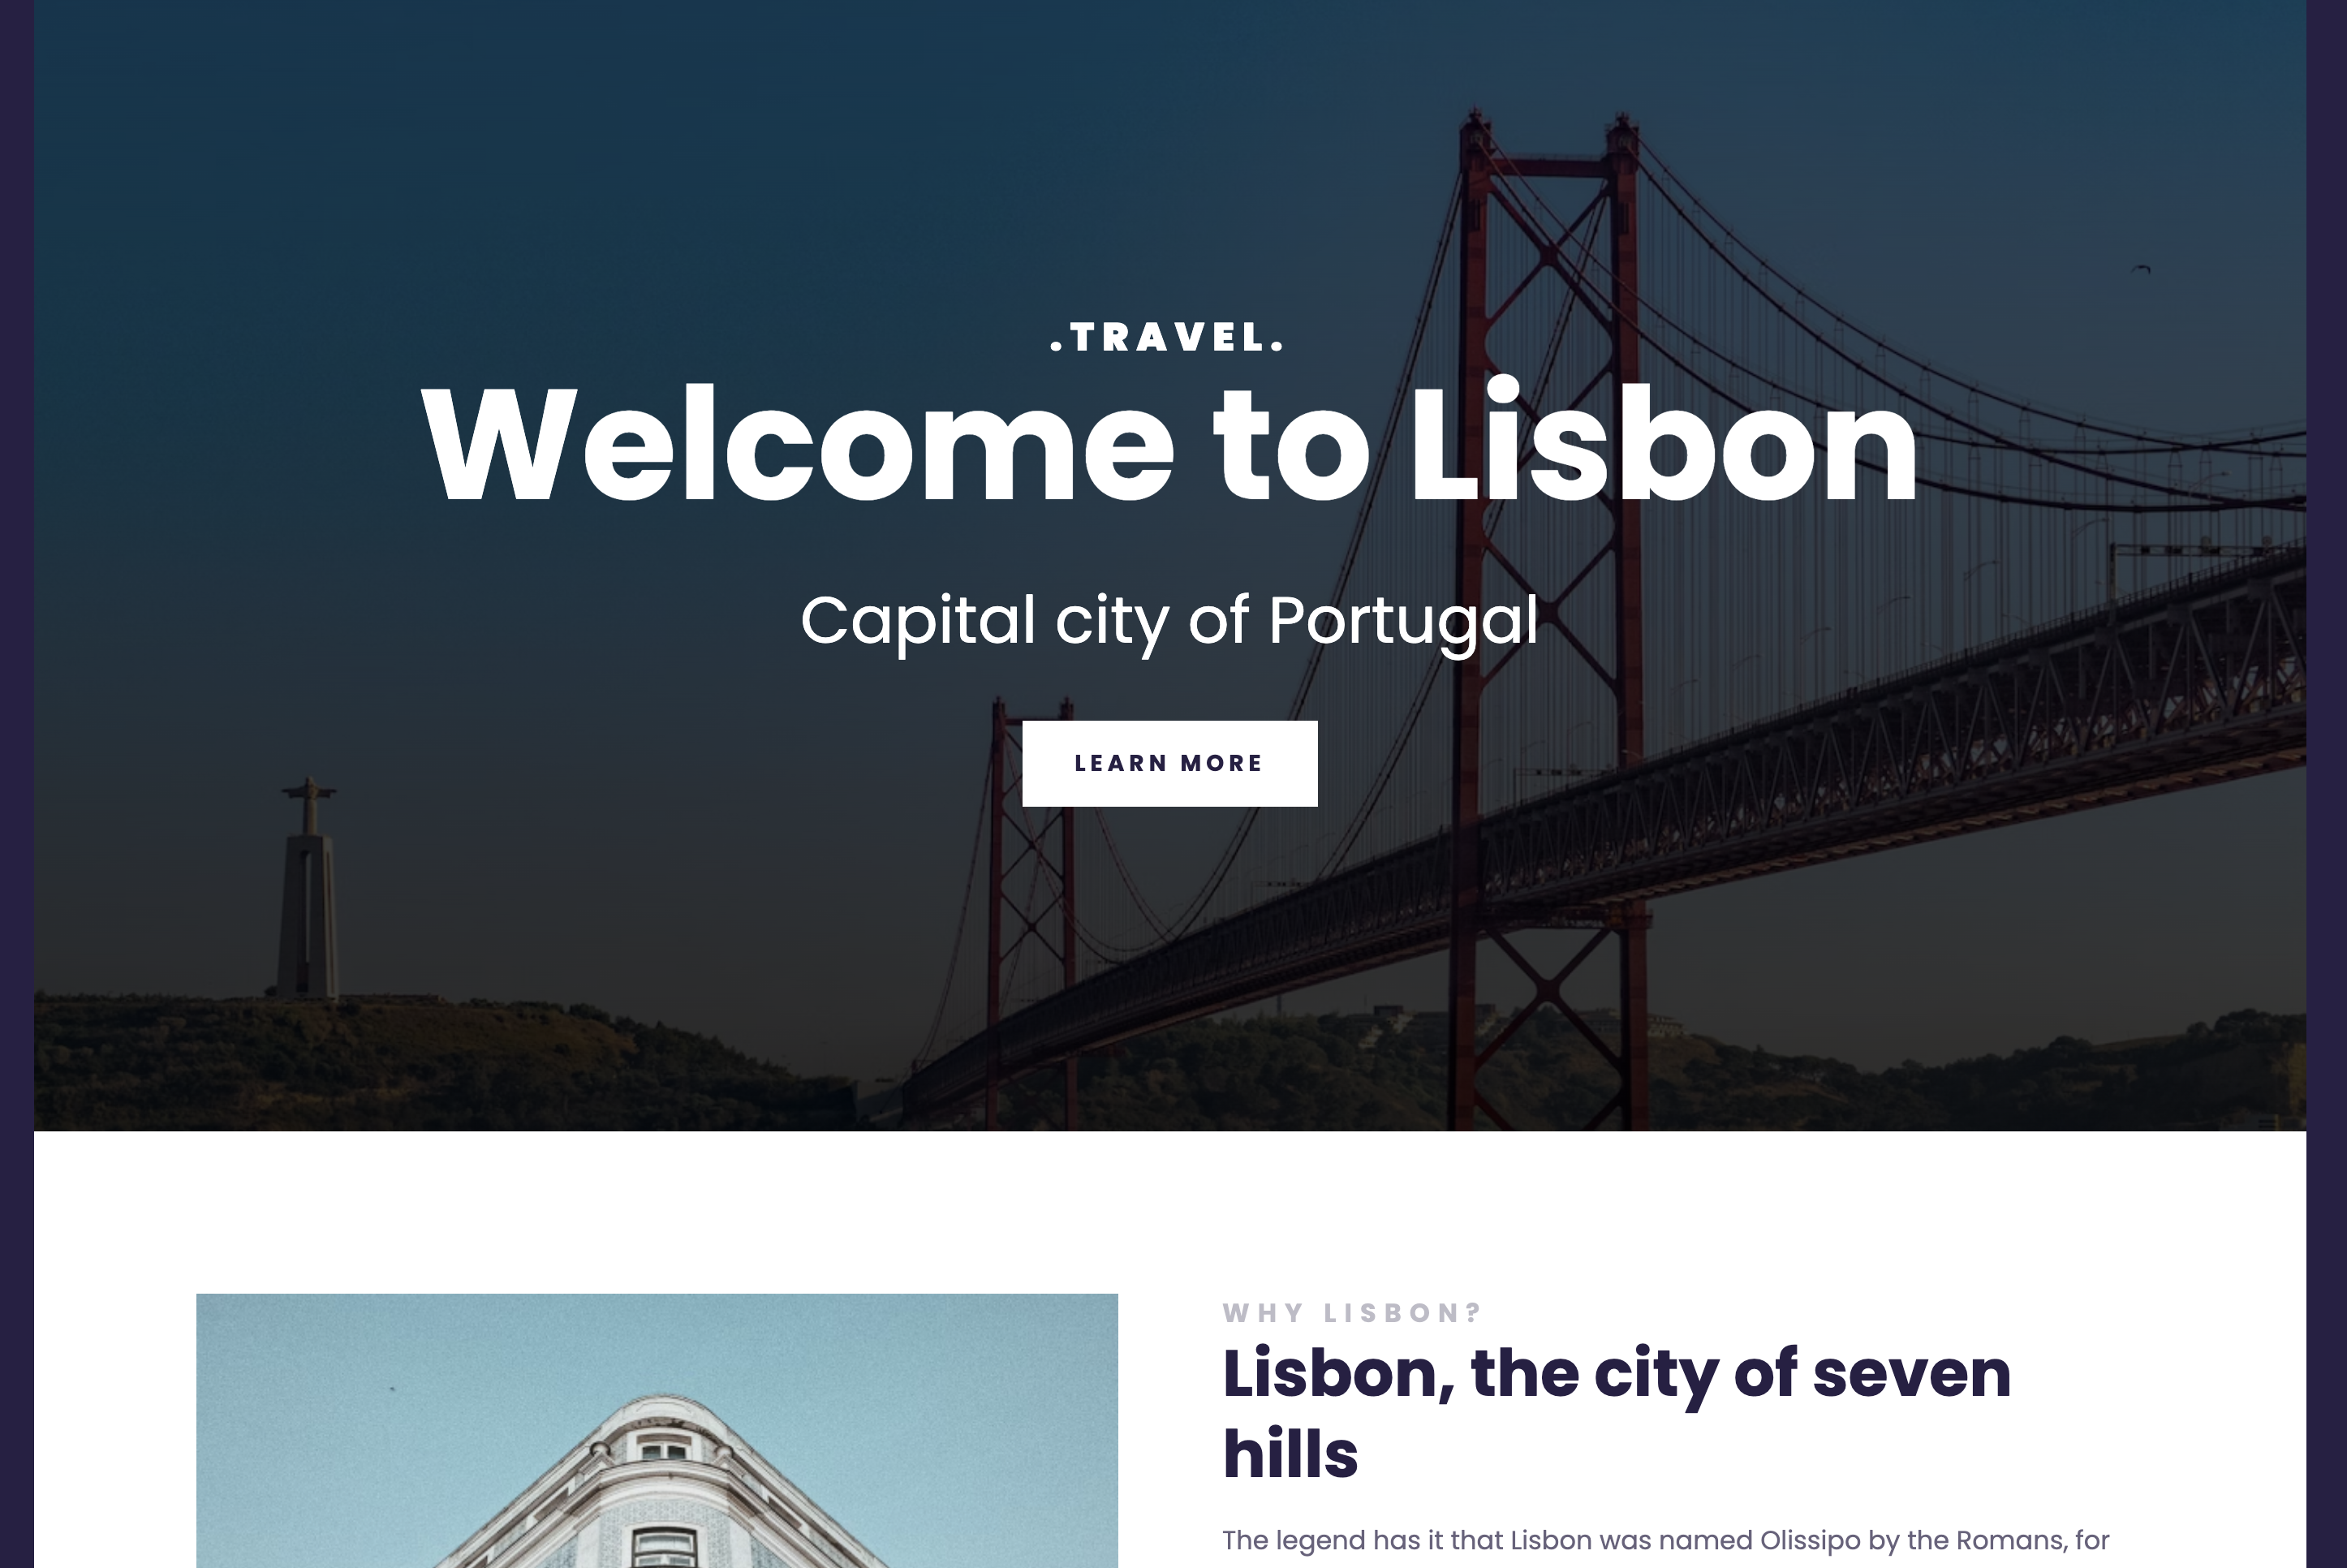 .TRAVEL.
Welcome to Lisbon
Capital city of Portugal
LEARN MORE
WHY LISBON?
Lisbon, the city of seven
hills
The legend has it that Lisbon was named Olissipo by the Romans, for